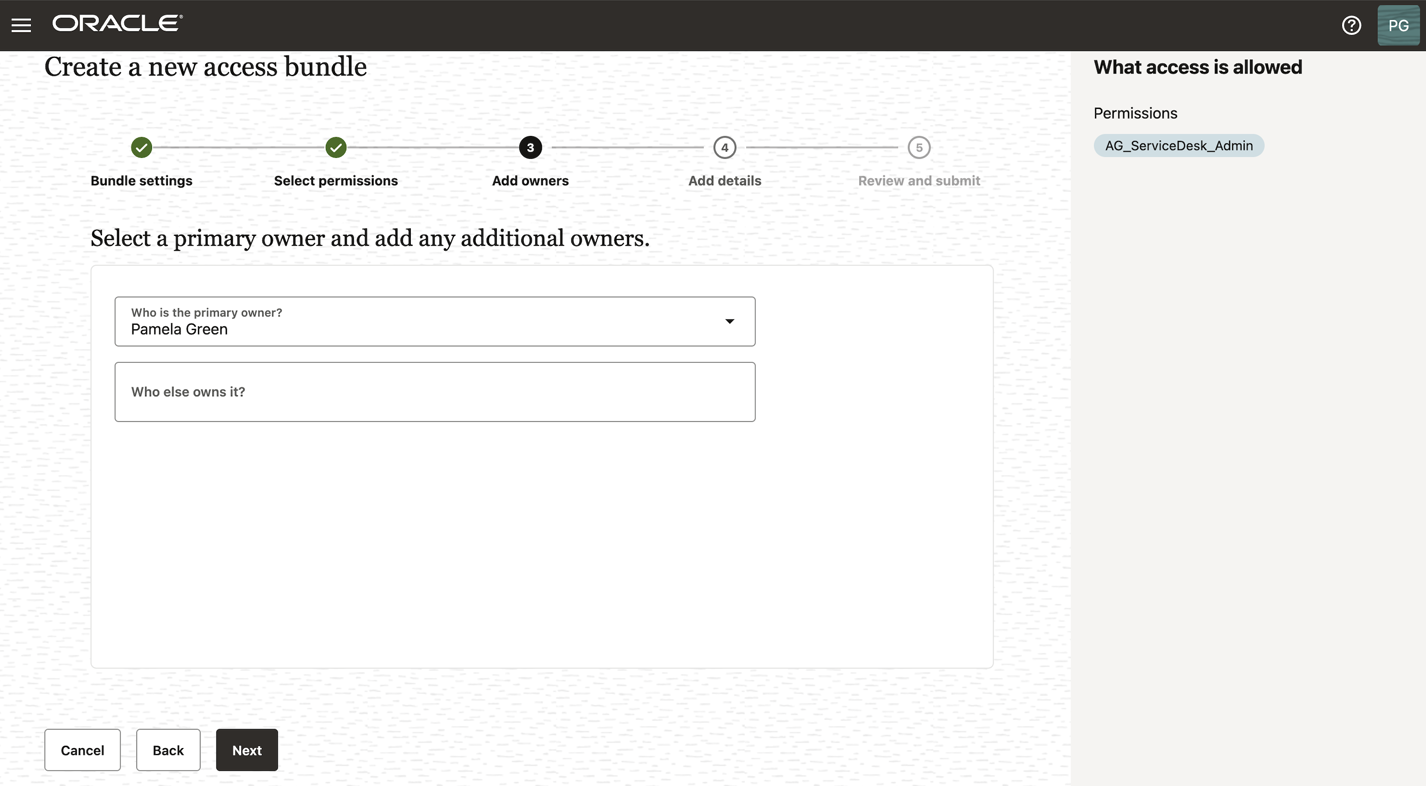 ORACLE
PG
Create a new access bundle
3
4
5
Bundle settings
Select permissions
Add owners
Add details
Review and submit
Select a primary owner and add any additional owners.
Who is the primary owner?
Pamela Green
Who else owns it?
Cancel
Back
Next
What access is allowed
Permissions
AG_ServiceDesk_Admin